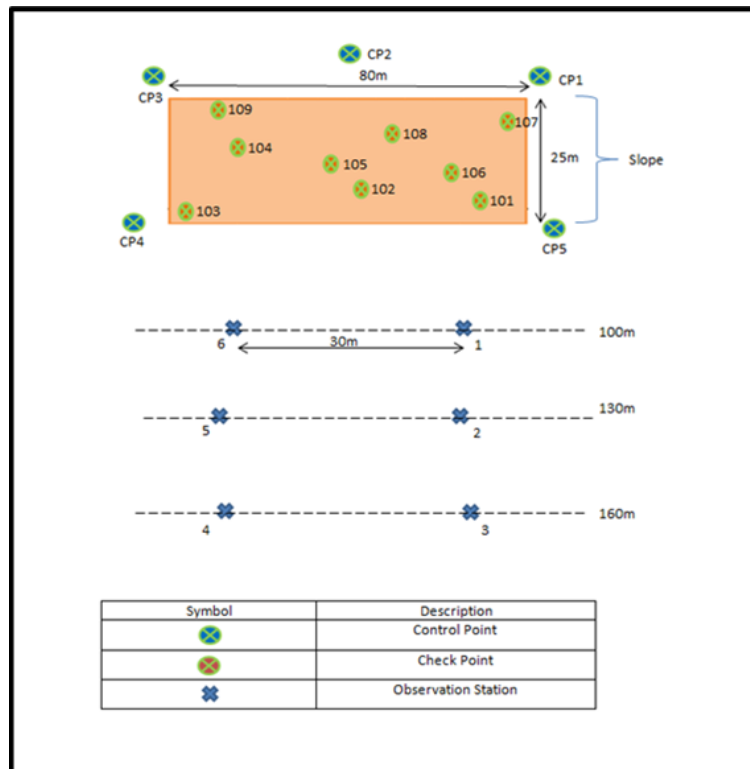 CP2
80m
CP3
CP1
109
107
108
104
105
106
25m
Slope
102
101
103
CP4
CP5
100m
6
30m
1
130m
5
2
160m
4
3
Symbol Description
Control Point
Check Point
Observation Station